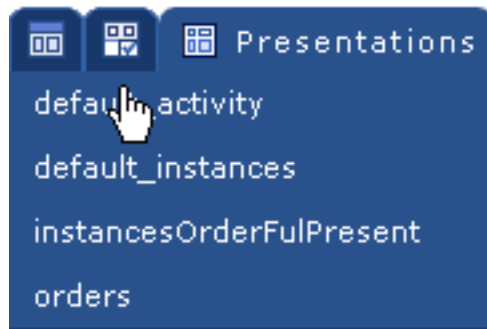 Presentations
default_activity
default_instances
instancesOrderFulPresent
orders